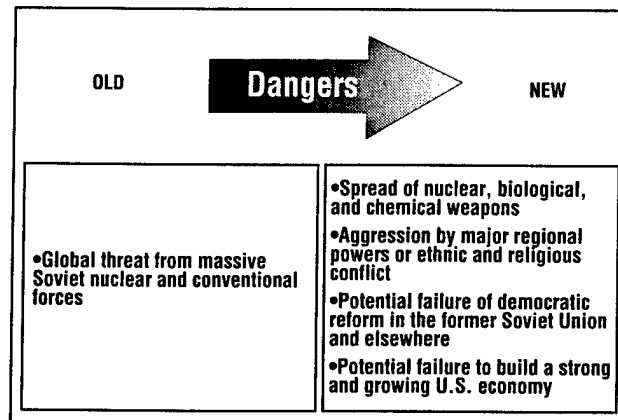 OLD
Dangers
NEW
•Global threat from massive
Soviet nuclear and conventional
forces
•Spread of nuclear, biological,
and chemical weapons
•Aggression by major regional
powers or ethnic and religious
conflict
•Potential failure of democratic
reform in the former Soviet Union
and elsewhere
•Potential failure to build a strong
and growing U.S. economy